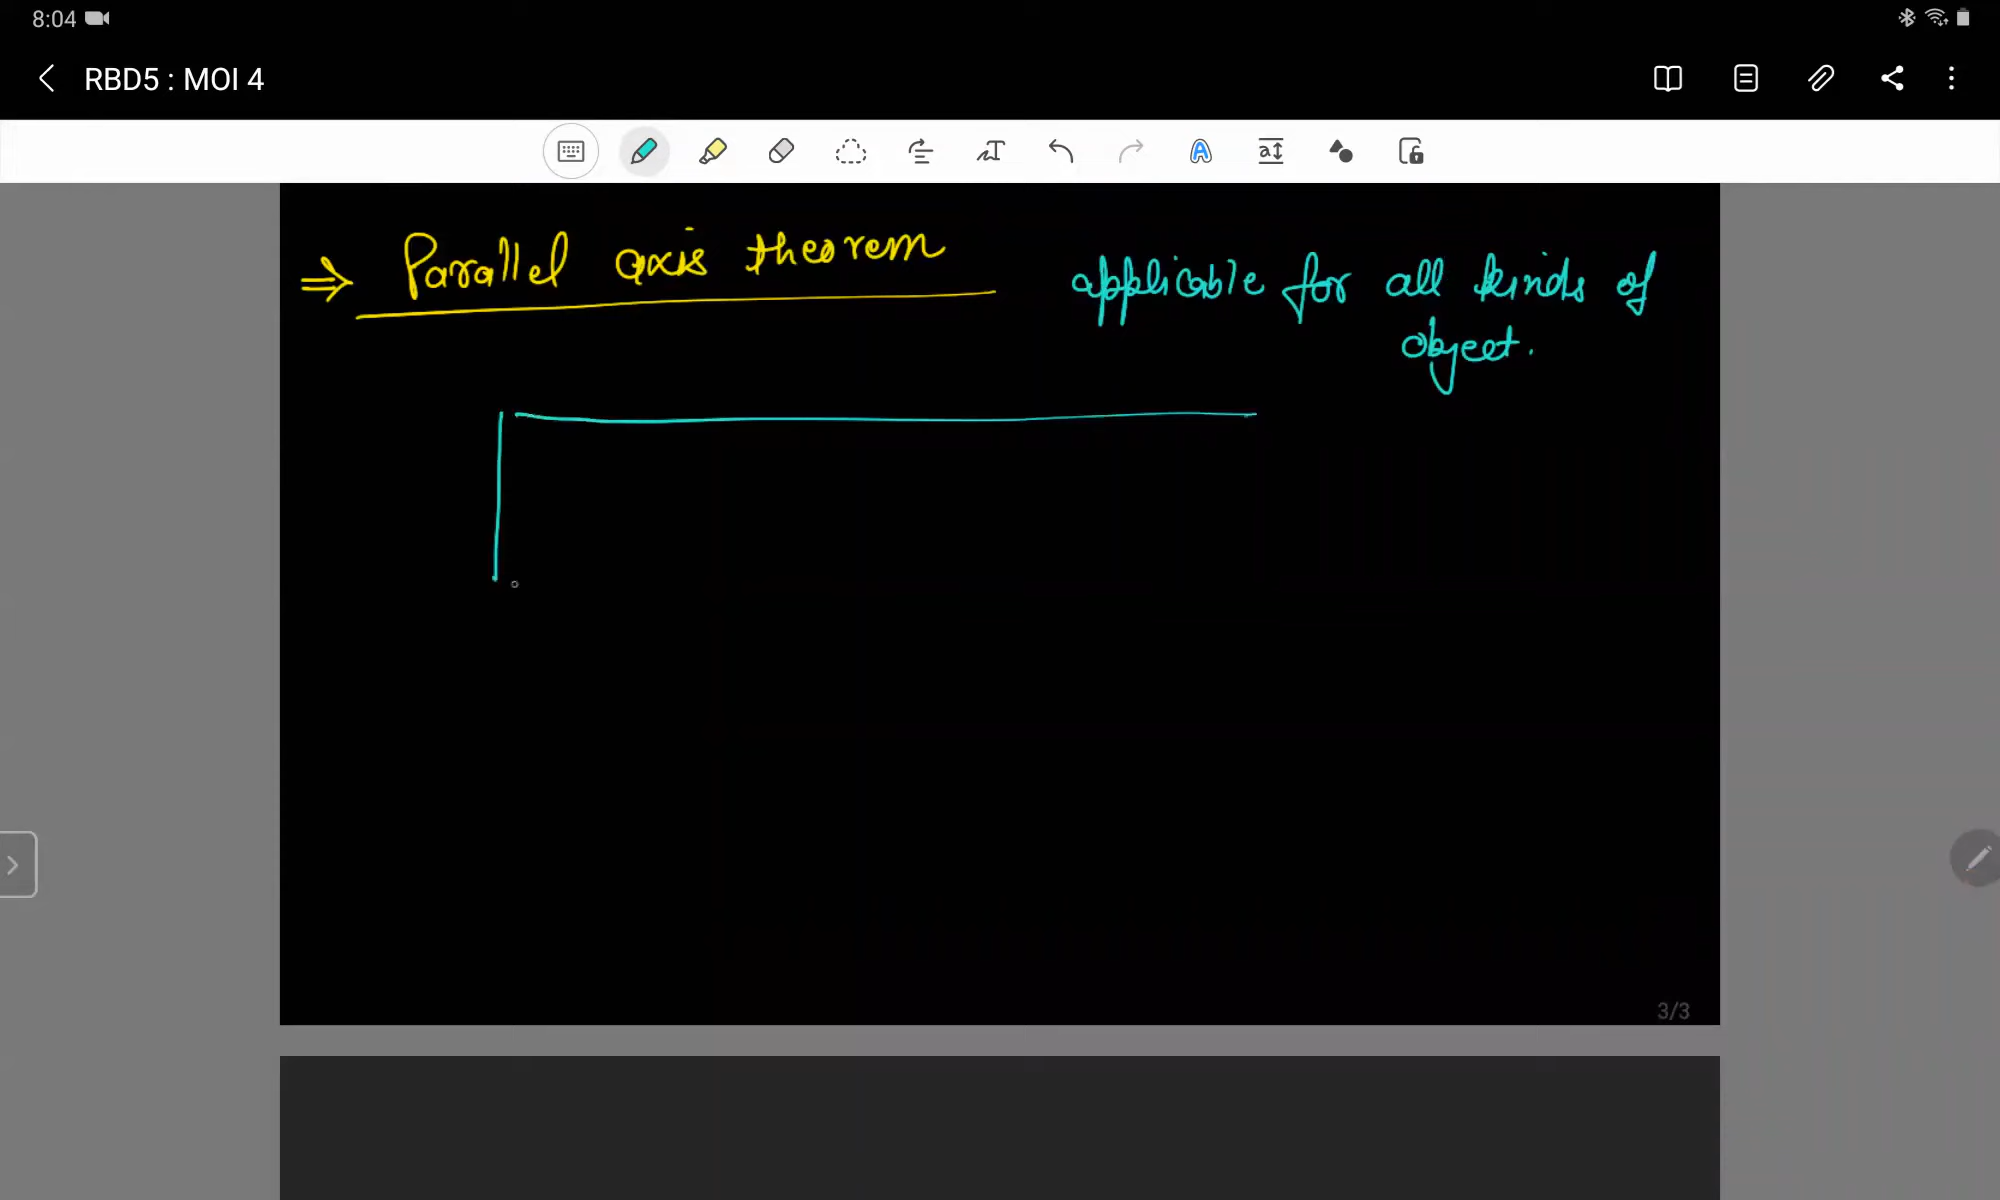 8:04
RBD5 : MOI 4
⇒ Parallel axis theorem
applicable for all kinds of
object.
3/3